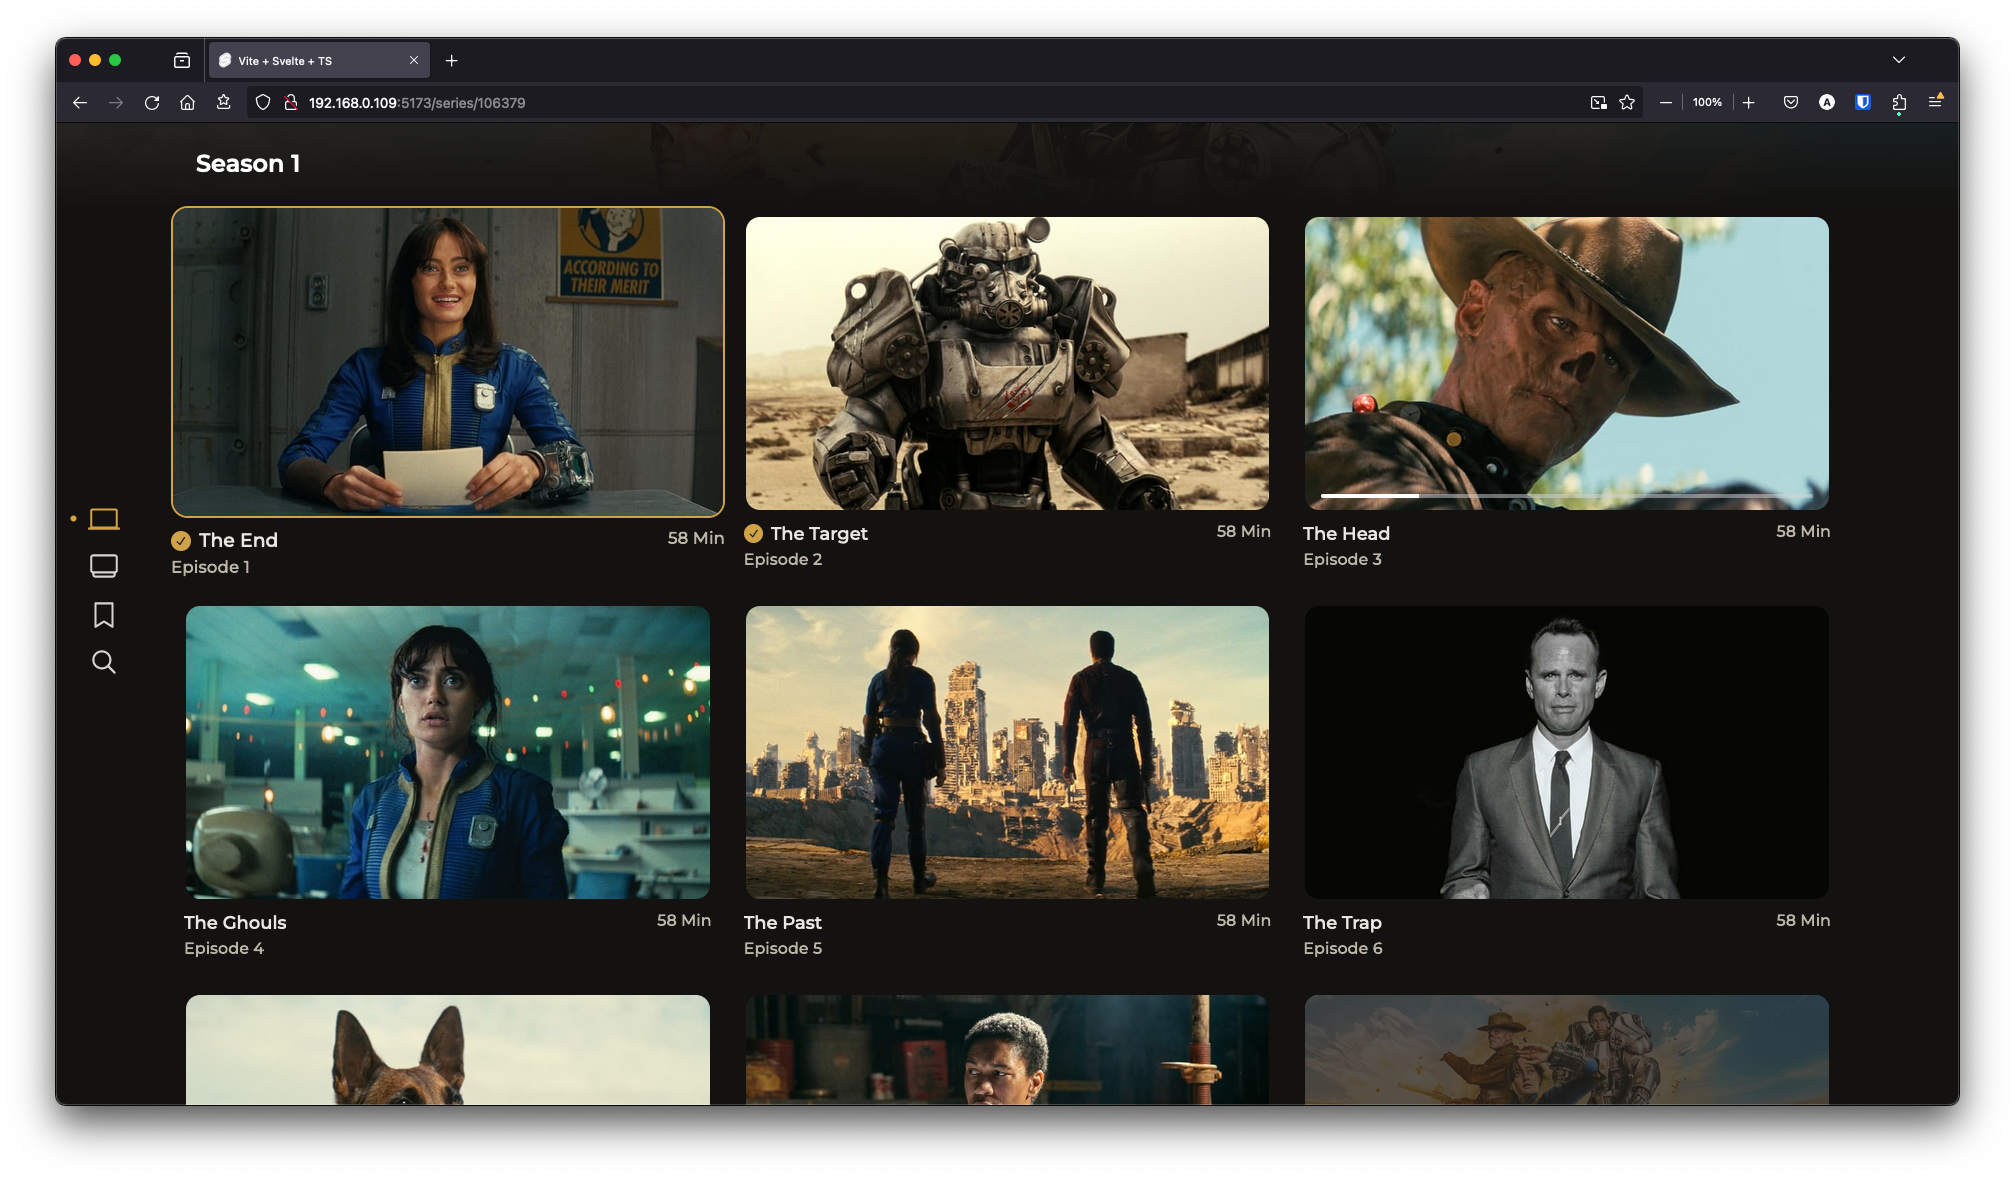 Vite + Svelte + TS
192.168.0.109:5173/series/106379
100%
A
Season 1
ACCORDING TO
THEIR MERIT
The End
58 Min
Episode 1
The Target
58 Min
Episode 2
The Head
58 Min
Episode 3
The Ghouls
58 Min
Episode 4
The Past
58 Min
Episode 5
The Trap
58 Min
Episode 6